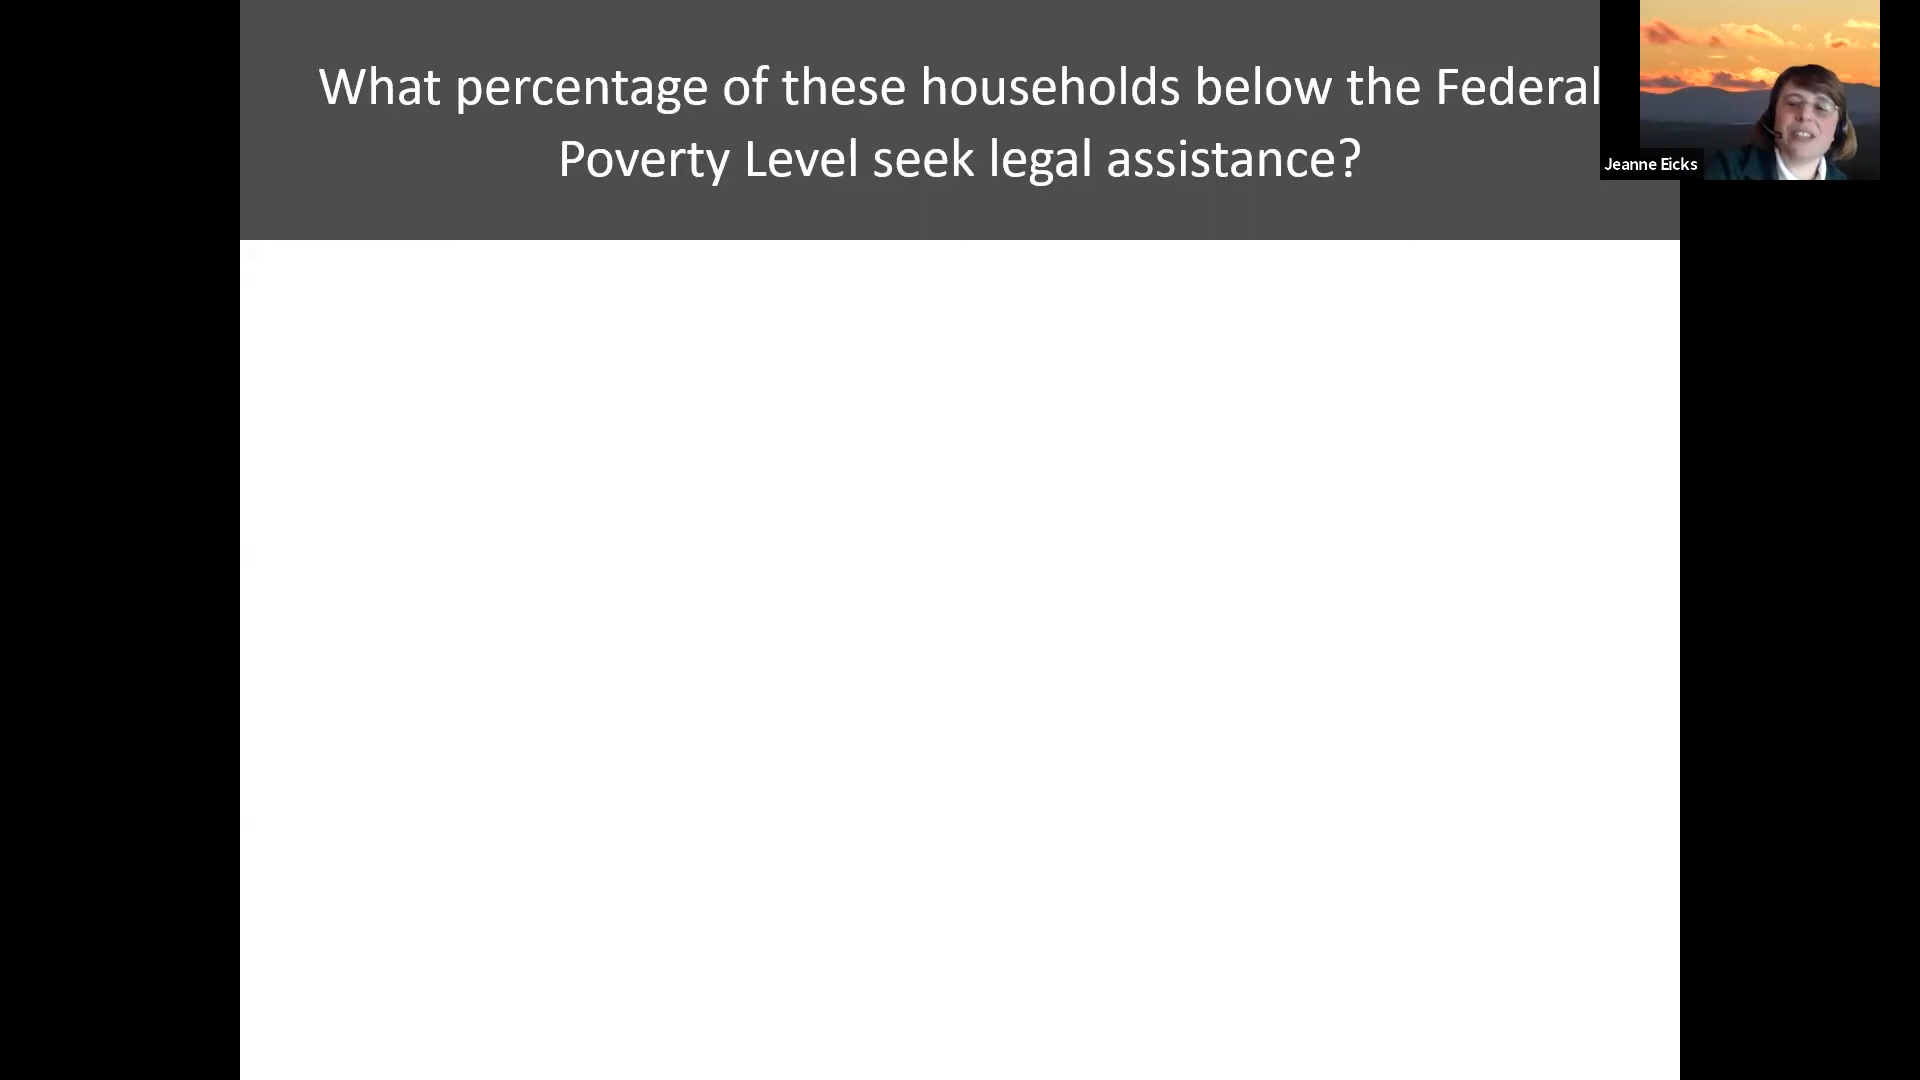 What percentage of these households below the Federal
Poverty Level seek legal assistance?
Jeanne Eicks